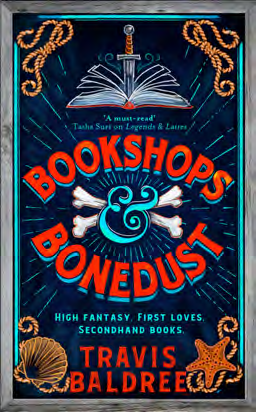 'A must-read'
Tasha Suri on Legends & Lattes
BOOKSHOPS
&
BONEDUST
HIGH FANTASY. FIRST LOVES.
SECONDHAND BOOKS.
TRAVIS
BALDREE